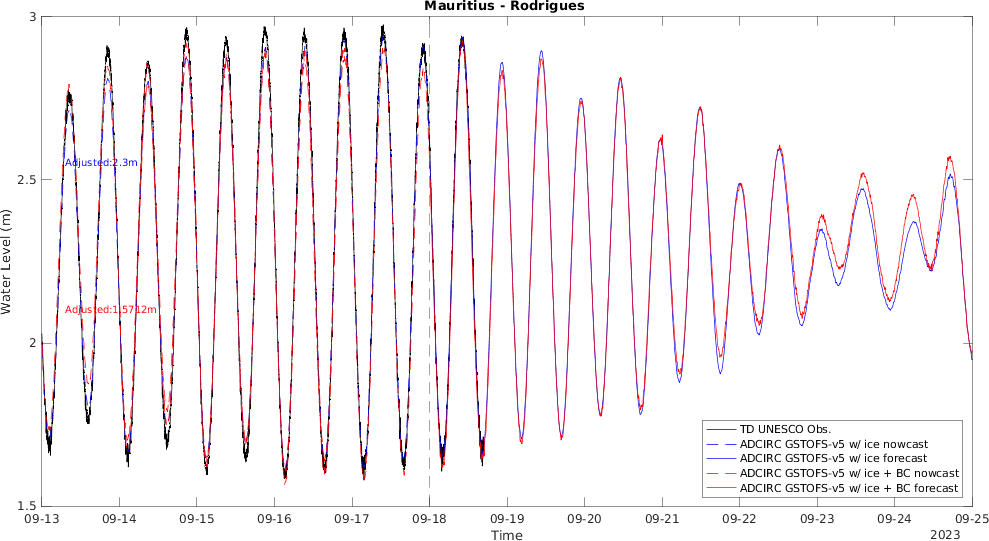 Mauritius - Rodrigues
3
2.5
2
1.5
Water Level (m)
Adjusted:2.3m
Adjusted:1.5712m
TD UNESCO Obs.
ADCIRC GSTOFS-v5 w/ ice nowcast
ADCIRC GSTOFS-v5 w/ ice forecast
ADCIRC GSTOFS-v5 w/ ice + BC nowcast
ADCIRC GSTOFS-v5 w/ ice + BC forecast
09-13 09-14 09-15 09-16 09-17 09-18 09-19 09-20 09-21 09-22 09-23 09-24 09-25
Time
2023